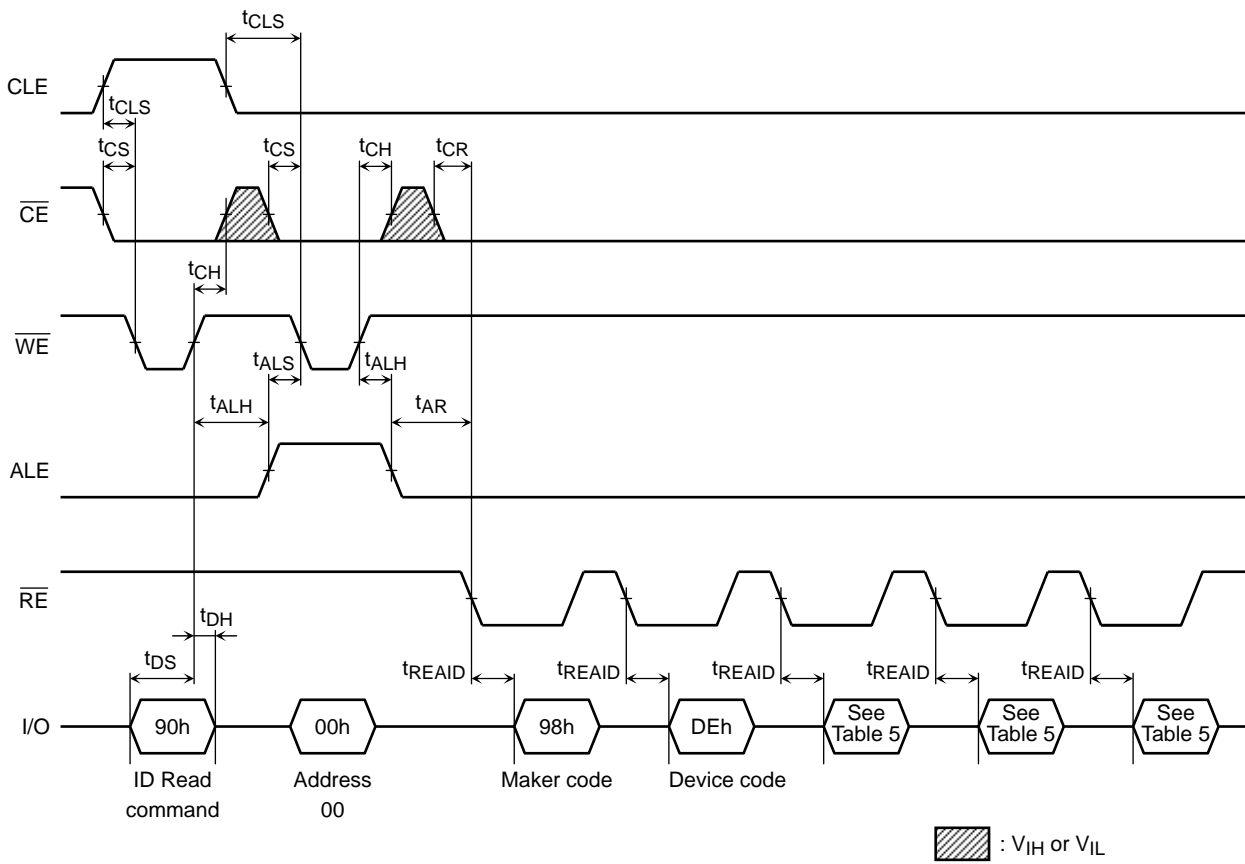 tCLS
CLE
tCLS
tCS
tCS
tCH
tCR
CE
tCH
WE
tALS
tALH
tALH
tAR
ALE
RE
tDH
tDS
tREAID
tREAID
tREAID
tREAID
tREAID
I/O
90h
00h
98h
DEh
See
Table 5
See
Table 5
See
Table 5
ID Read
command
Address
00
Maker code
Device code
: VIH or VIL